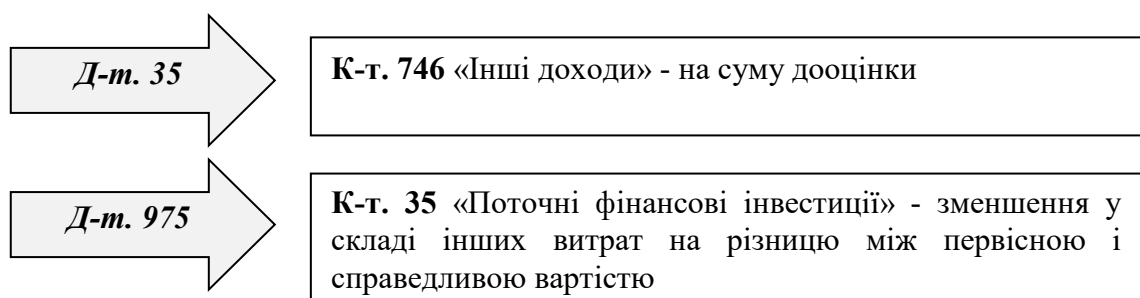 Д-т. 35
К-т. 746 «Інші доходи» - на суму дооцінки
Д-т. 975
К-т. 35 «Поточні фінансові інвестиції» - зменшення у
складі інших витрат на різницю між первісною і
справедливою вартістю